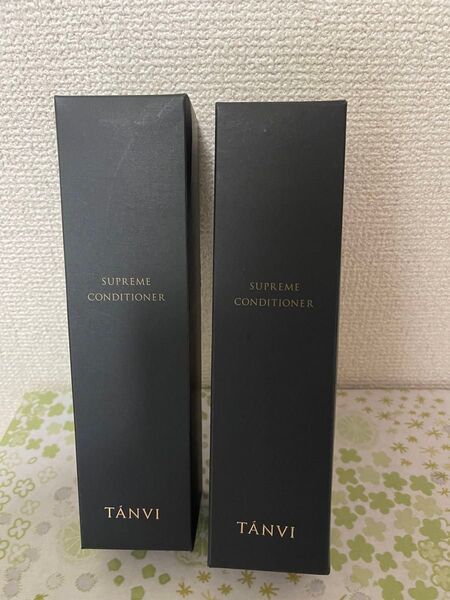 SUPREME
CONDITIONER
TÁNVI
SUPREME
CONDITIONER
TÁNVI